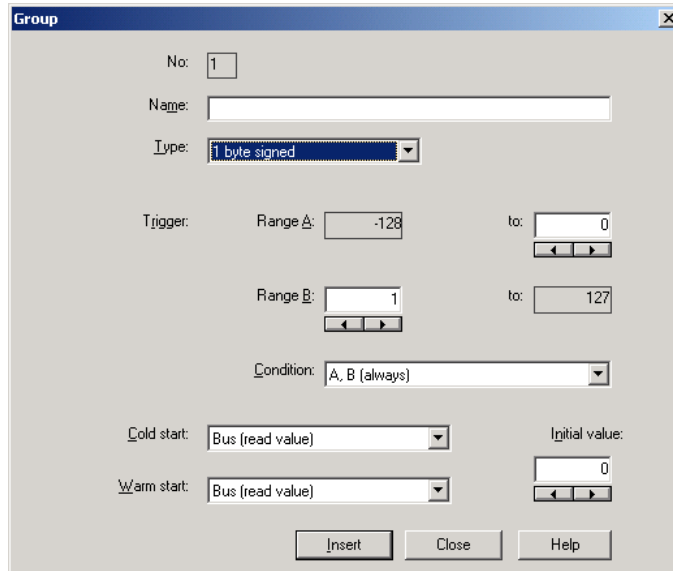 Group
No: 1
Name:
Type: 1 byte signed
Trigger: Range A: -128 to: 0
Range B: 1 to: 127
Condition: A, B (always)
Cold start: Bus (read value) Initial value:
0
Warm start: Bus (read value)
Insert Close Help